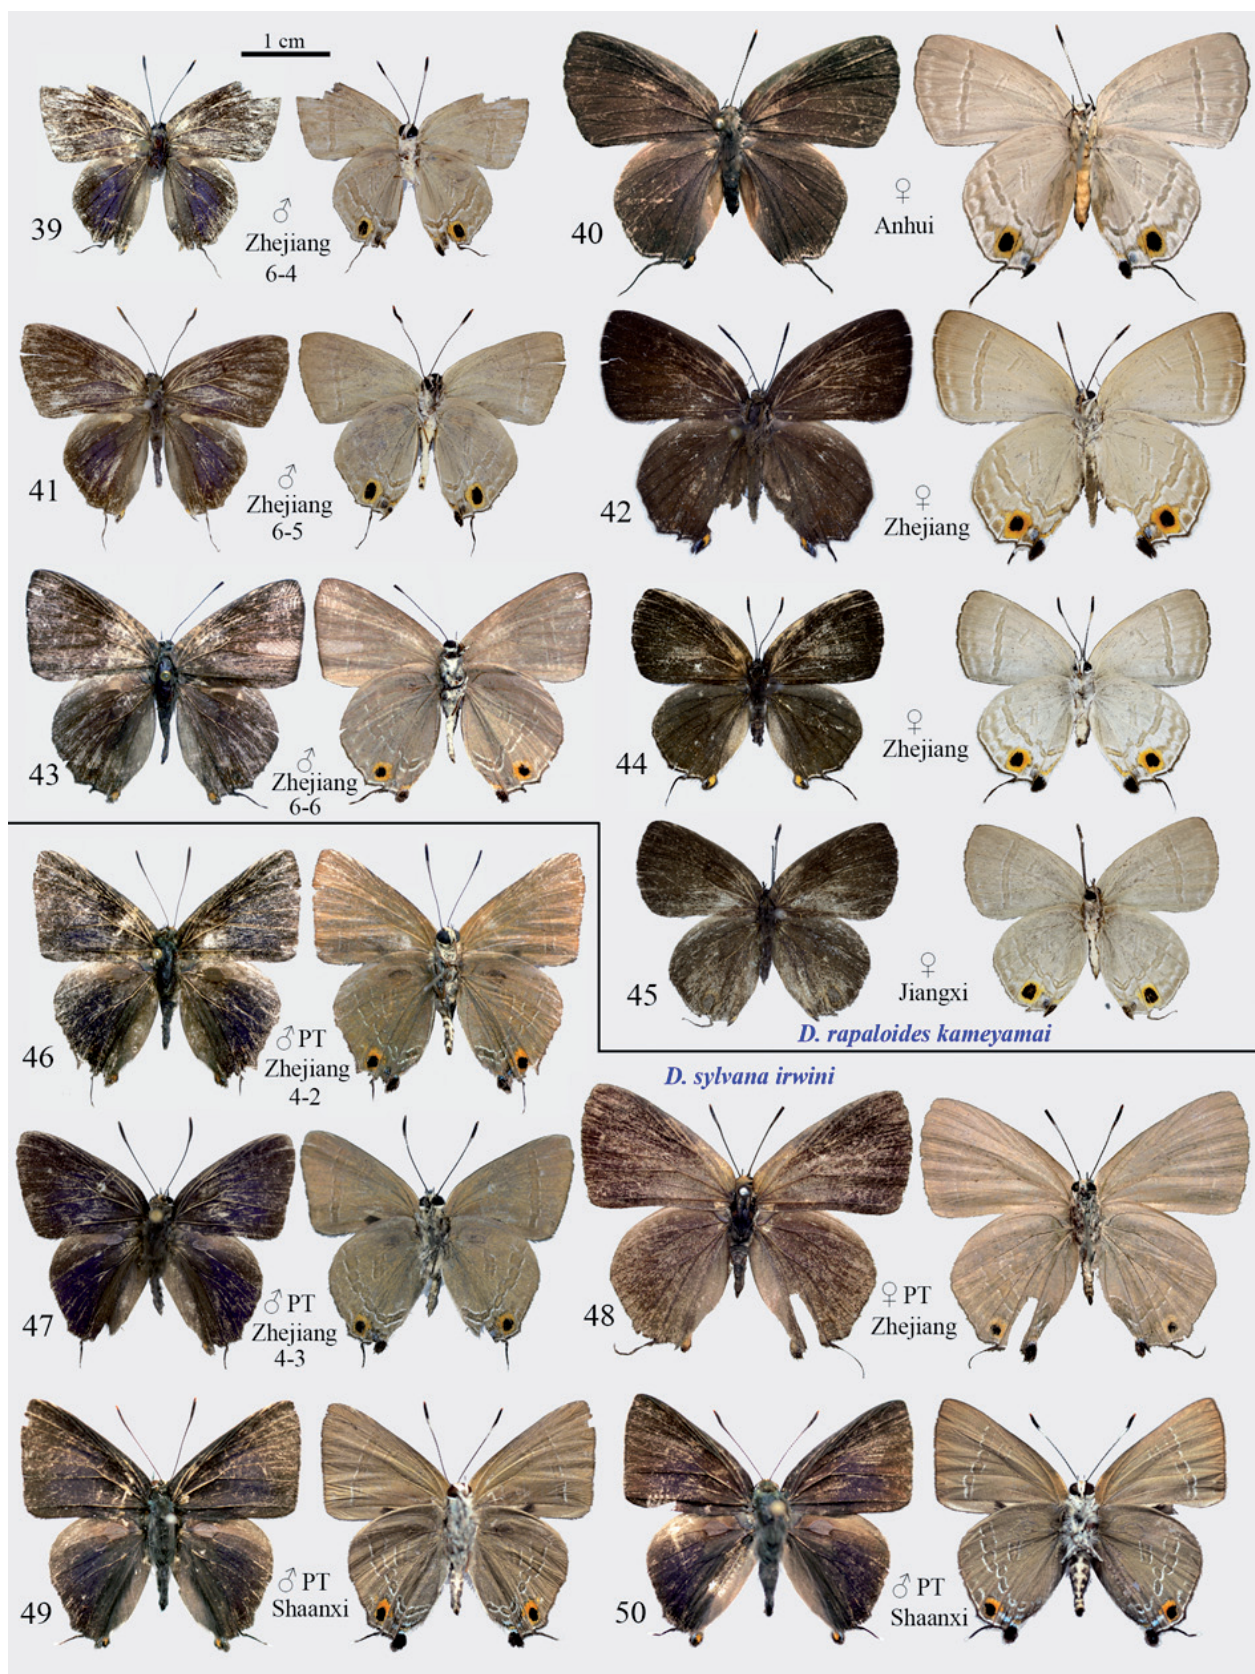 1 cm
39
♂
Zhejiang
6-4
40
♀
Anhui
41
♂
Zhejiang
6-5
42
♀
Zhejiang
43
♂
Zhejiang
6-6
44
♀
Zhejiang
45
♀
Jiangxi
D. rapaloides kameyamai
46
♂ PT
Zhejiang
4-2
D. sylvana irwini
47
♂ PT
Zhejiang
4-3
48
♀ PT
Zhejiang
49
♂ PT
Shaanxi
50
♂ PT
Shaanxi